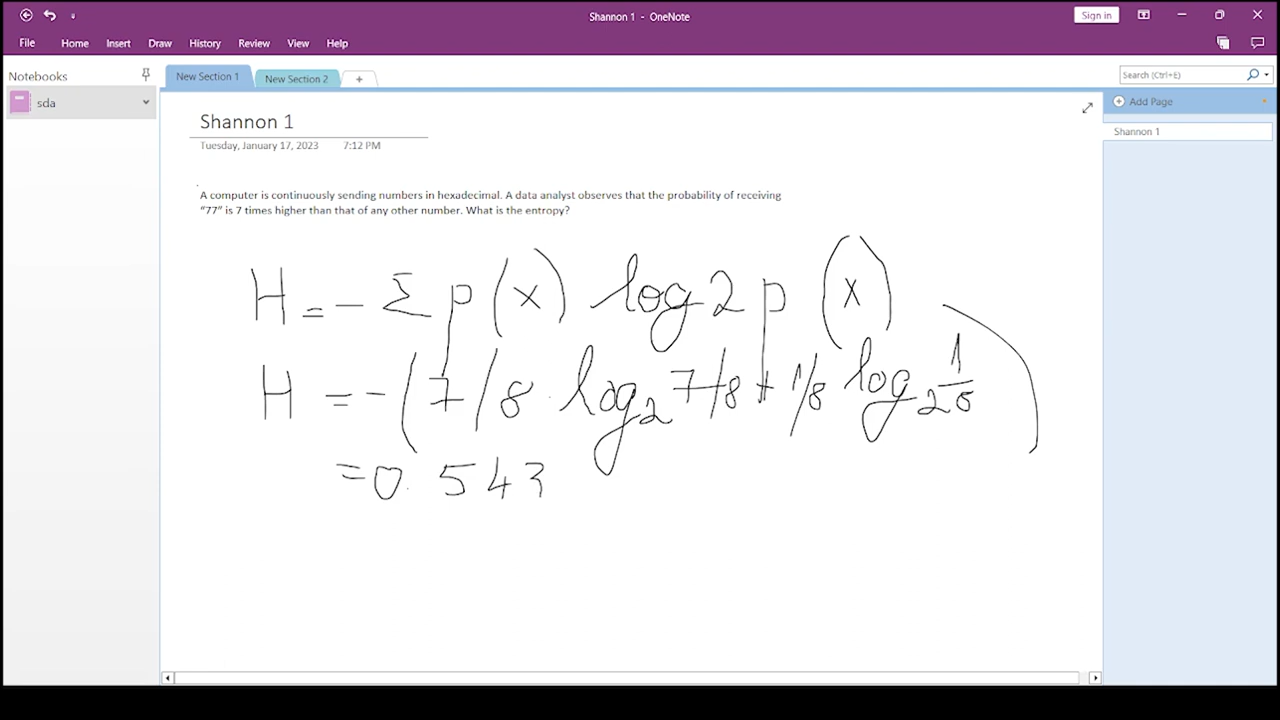 Shannon 1 - OneNote
Sign in
File Home Insert Draw History Review View Help
Notebooks
New Section 1 New Section 2 +
Search (Ctrl+E)
sda
Add Page
Shannon 1
Shannon 1
Tuesday, January 17, 2023 7:12 PM
A computer is continuously sending numbers in hexadecimal. A data analyst observes that the probability of receiving
“77” is 7 times higher than that of any other number. What is the entropy?
H = - Σ p (x) log2 p (x)
H = - ( 7/8 . log2 7/8 + 1/8 log2 1/8 )
= 0. 543